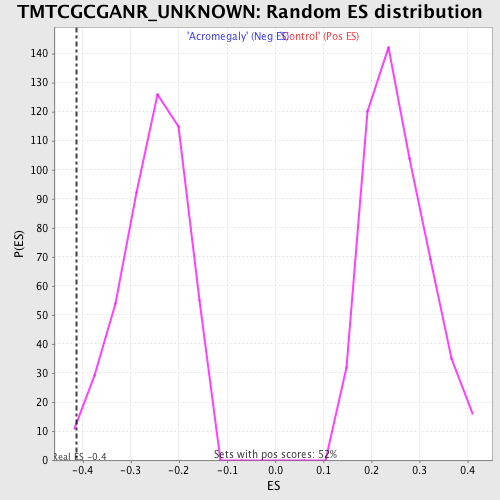 TMTCGCGANR_UNKNOWN: Random ES distribution
'Acromegaly' (Neg ES) 'Control' (Pos ES)
140
130
120
110
100
90
80
70
60
50
40
30
20
10
0
P(ES)
Real ES -0.4
Sets with pos scores: 52%
-0.4 -0.3 -0.2 -0.1 0.0 0.1 0.2 0.3 0.4
ES